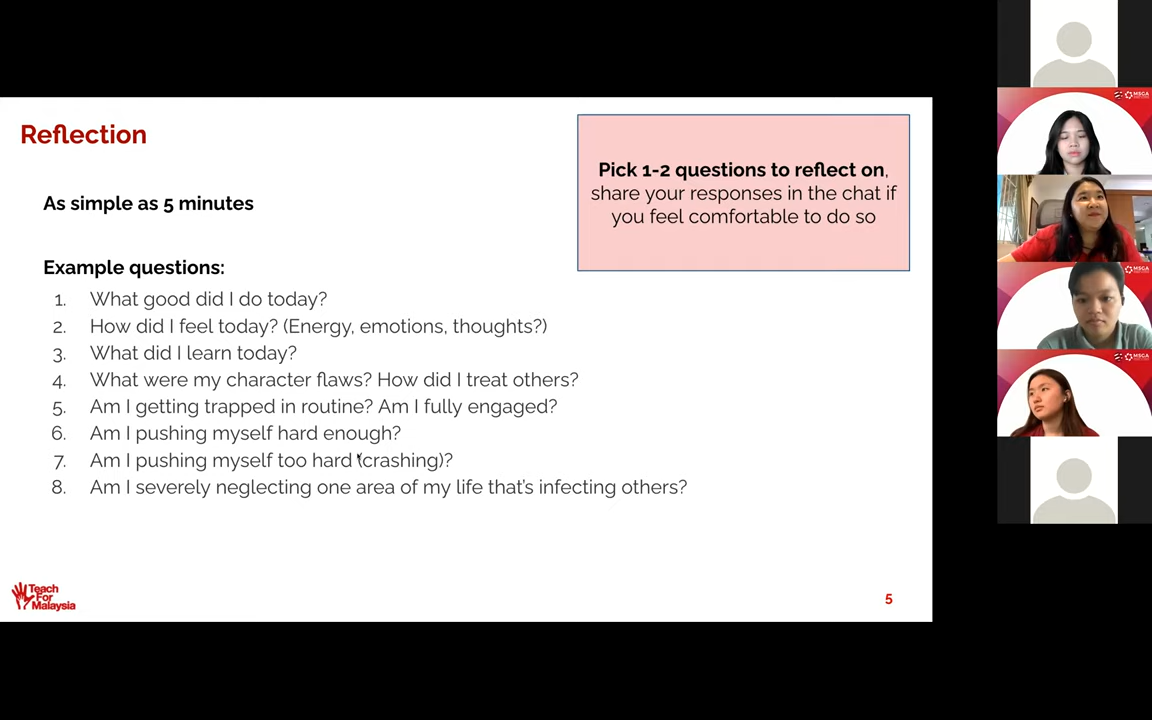 Reflection
As simple as 5 minutes
Pick 1-2 questions to reflect on,
share your responses in the chat if
you feel comfortable to do so
Example questions:
1. What good did I do today?
2. How did I feel today? (Energy, emotions, thoughts?)
3. What did I learn today?
4. What were my character flaws? How did I treat others?
5. Am I getting trapped in routine? Am I fully engaged?
6. Am I pushing myself hard enough?
7. Am I pushing myself too hard (crashing)?
8. Am I severely neglecting one area of my life that's infecting others?
Teach
For
Malaysia
5
MSGA
MSGA
MSGA